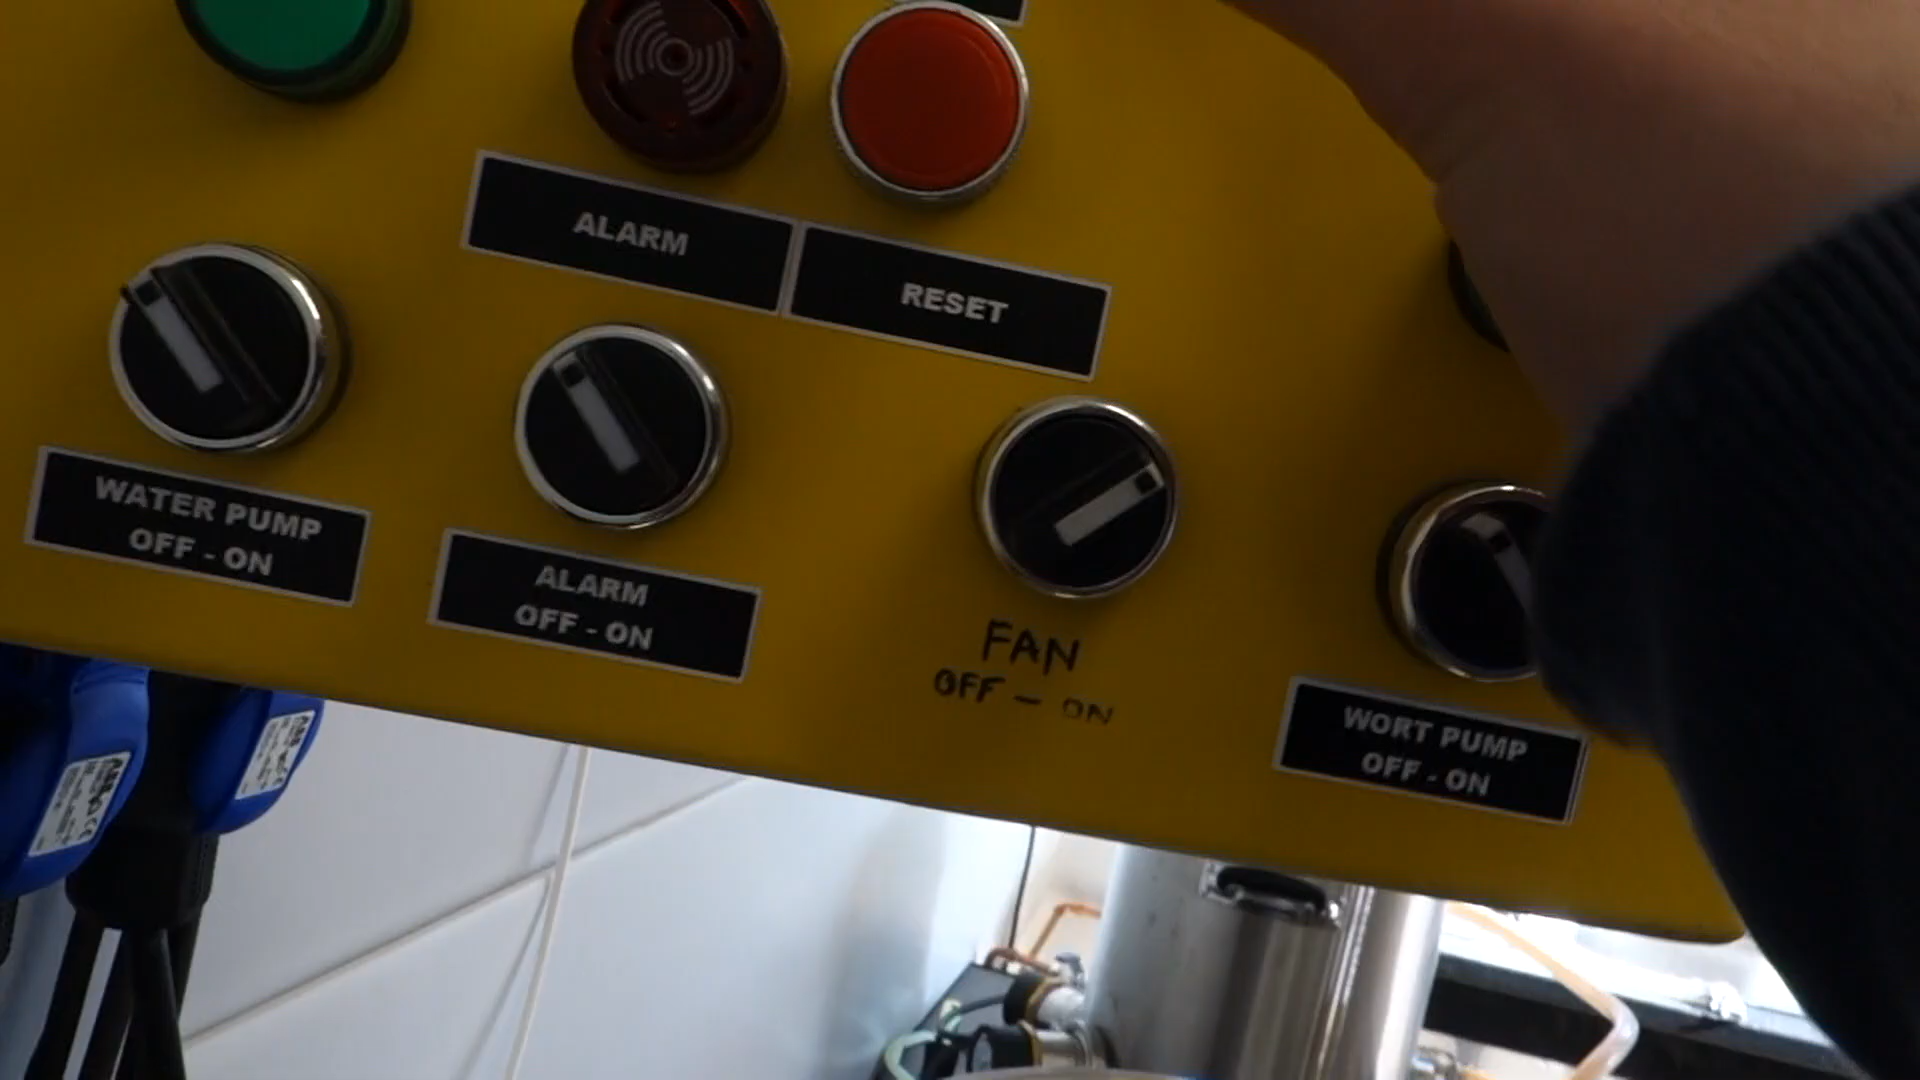 ALARM
RESET
WATER PUMP
OFF - ON
ALARM
OFF - ON
FAN
OFF - ON
WORT PUMP
OFF - ON